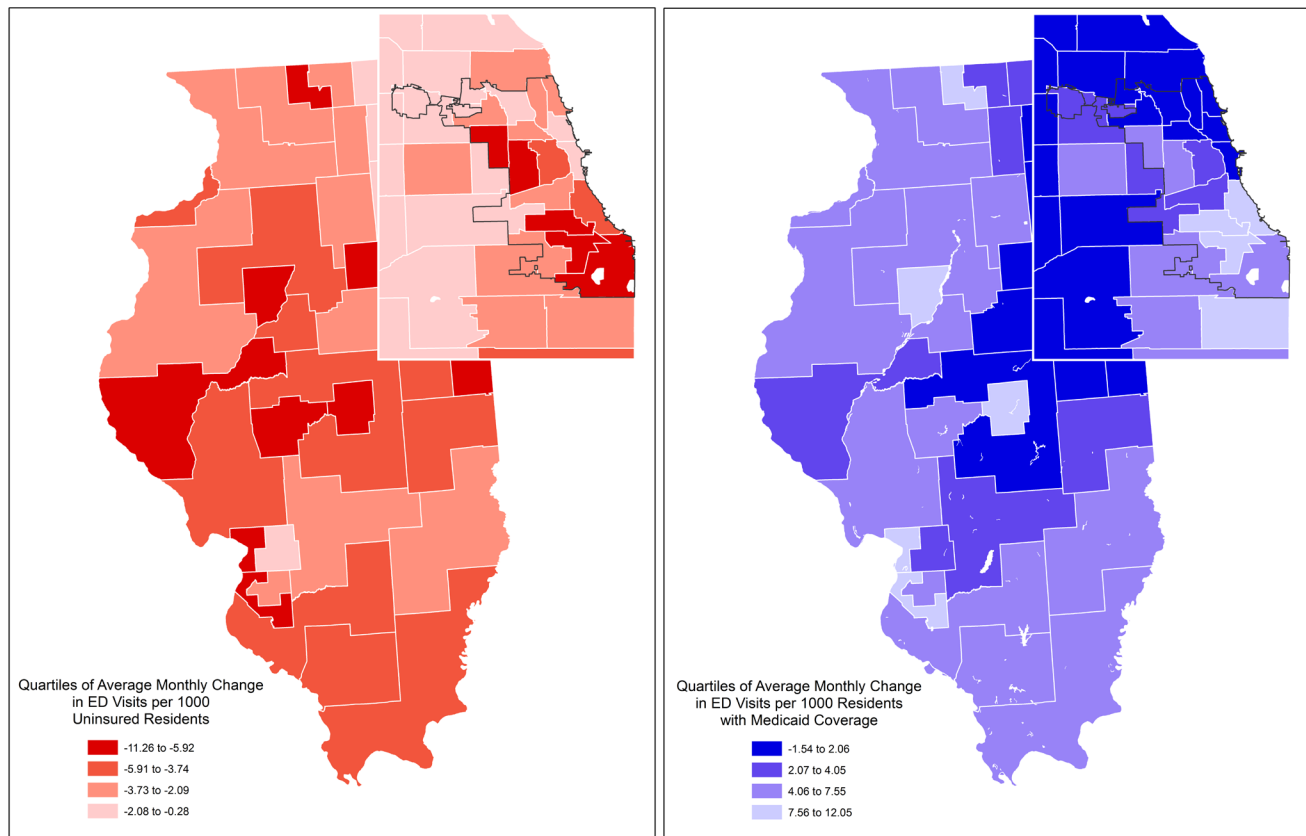 Quartiles of Average Monthly Change
in ED Visits per 1000
Uninsured Residents
-11.26 to -5.92
-5.91 to -3.74
-3.73 to -2.09
-2.08 to -0.28
Quartiles of Average Monthly Change
in ED Visits per 1000 Residents
with Medicaid Coverage
-1.54 to 2.06
2.07 to 4.05
4.06 to 7.55
7.56 to 12.05